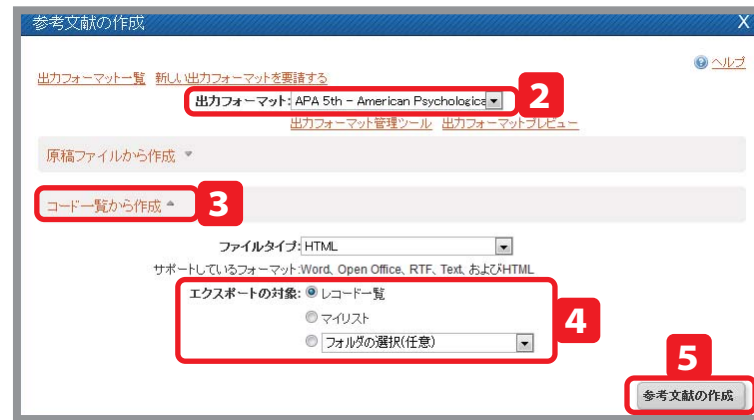 参考文献の作成 X
ヘルプ
出力フォーマット一覧 新しい出力フォーマットを要請する
出力フォーマット: APA 5th - American Psychologica 2
出力フォーマット管理ツール 出力フォーマットプレビュー
原稿ファイルから作成
コード一覧から作成 3
ファイルタイプ: HTML
サポートしているフォーマット:Word、Open Office、RTF、Text、およびHTML
エクスポートの対象: レコード一覧
マイリスト 4
フォルダの選択(任意)
5
参考文献の作成